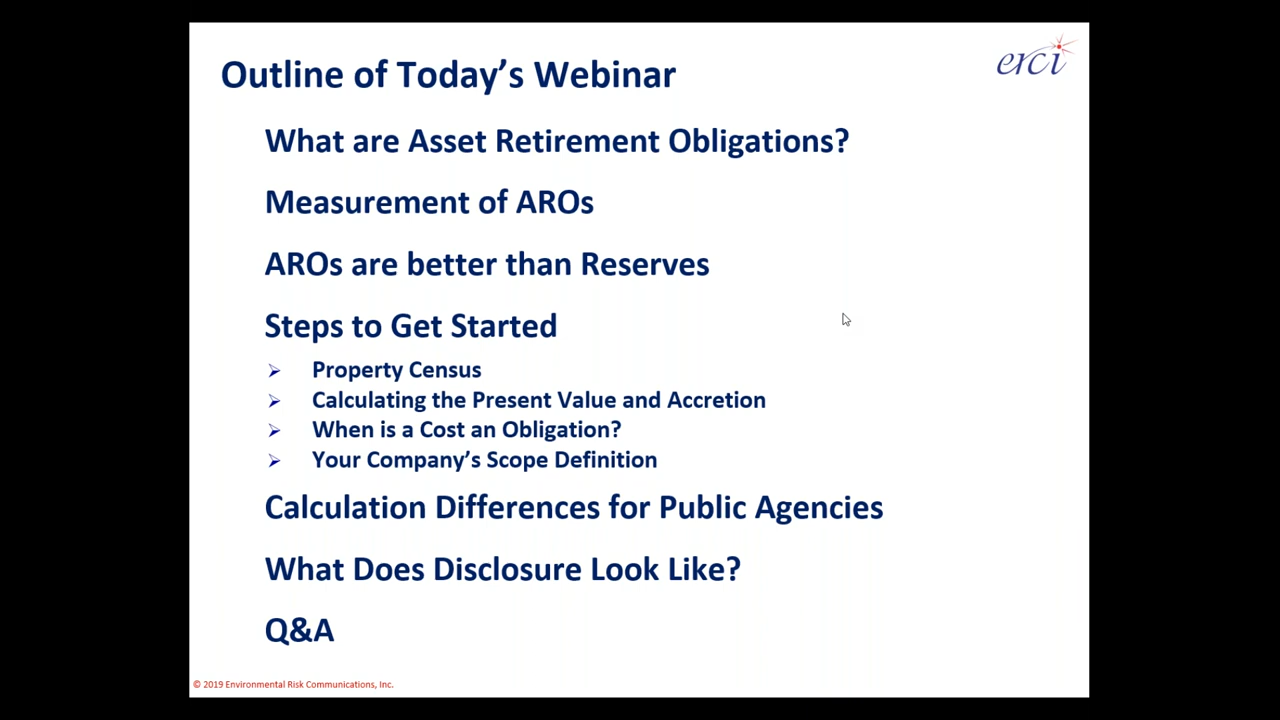 Outline of Today's Webinar
erci
What are Asset Retirement Obligations?
Measurement of AROs
AROs are better than Reserves
Steps to Get Started
➢ Property Census
➢ Calculating the Present Value and Accretion
➢ When is a Cost an Obligation?
➢ Your Company's Scope Definition
Calculation Differences for Public Agencies
What Does Disclosure Look Like?
Q&A
© 2019 Environmental Risk Communications, Inc.